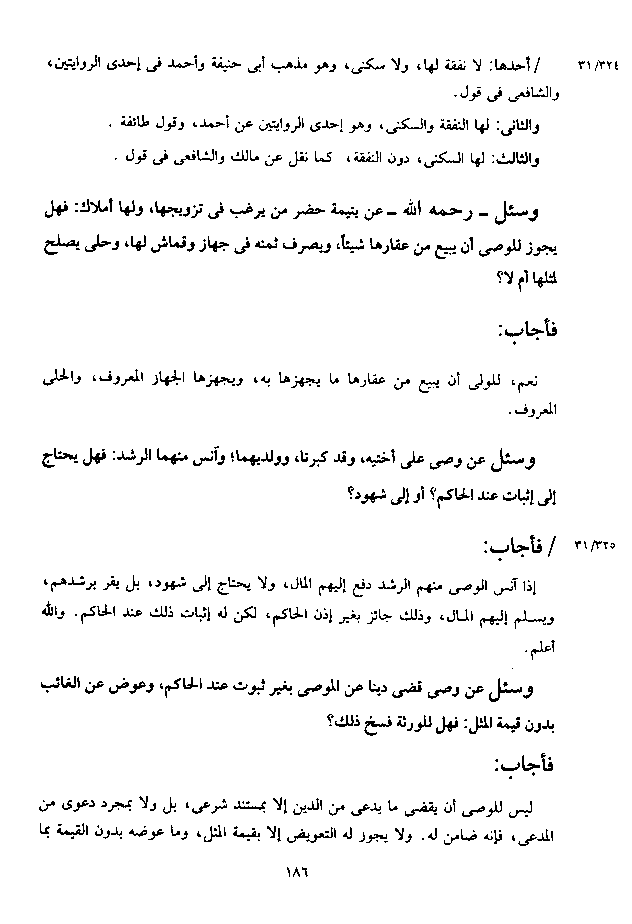 / أحدها: لا نفقة لها، ولا سكنى، وهو مذهب أبى حنيفة وأحمد فى إحدى الروايتين، ٣١/٣٢٤
والشافعى فى قول.
والثانى: لها النفقة والسكنى، وهو إحدى الروايتين عن أحمد، وقول طائفة .
والثالث: لها السكنى، دون النفقة، كما نقل عن مالك والشافعى فى قول .
وسئل ـ رحمه الله ـ عن يتيمة حضر من يرغب فى تزويجها، ولها أملاك: فهل
يجوز للوصى أن يبيع من عقارها شيئاً، ويصرف ثمنه فى جهاز وقماش لها، وحلى يصلح
لمثلها أم لا؟
فأجاب:
نعم، للولى أن يبيع من عقارها ما يجهزها به، ويجهزها الجهاز المعروف، والحلى
المعروف.
وسئل عن وصى على أختيه، وقد كبرتا، وولديهما؛ وآنس منهما الرشد: فهل يحتاج
إلى إثبات عند الحاكم؟ أو إلى شهود؟
/ فأجاب: ٣١/٣٢٥
إذا آنس الوصى منهم الرشد دفع إليهم المال، ولا يحتاج إلى شهود، بل يقر برشدهم،
ويسلم إليهم المال، وذلك جائز بغير إذن الحاكم، لكن له إثبات ذلك عند الحاكم. والله
أعلم.
وسئل عن وصى قضى دينا عن الموصى بغير ثبوت عند الحاكم، وعوض عن الغائب
بدون قيمة المثل: فهل للورثة فسخ ذلك؟
فأجاب:
ليس للوصى أن يقضى ما يدعى من الدين إلا بمستند شرعى، بل ولا بمجرد دعوى من
المدعى، فإنه ضامن له. ولا يجوز له التعويض إلا بقيمة المثل، وما عوضه بدون القيمة بما
١٨٦